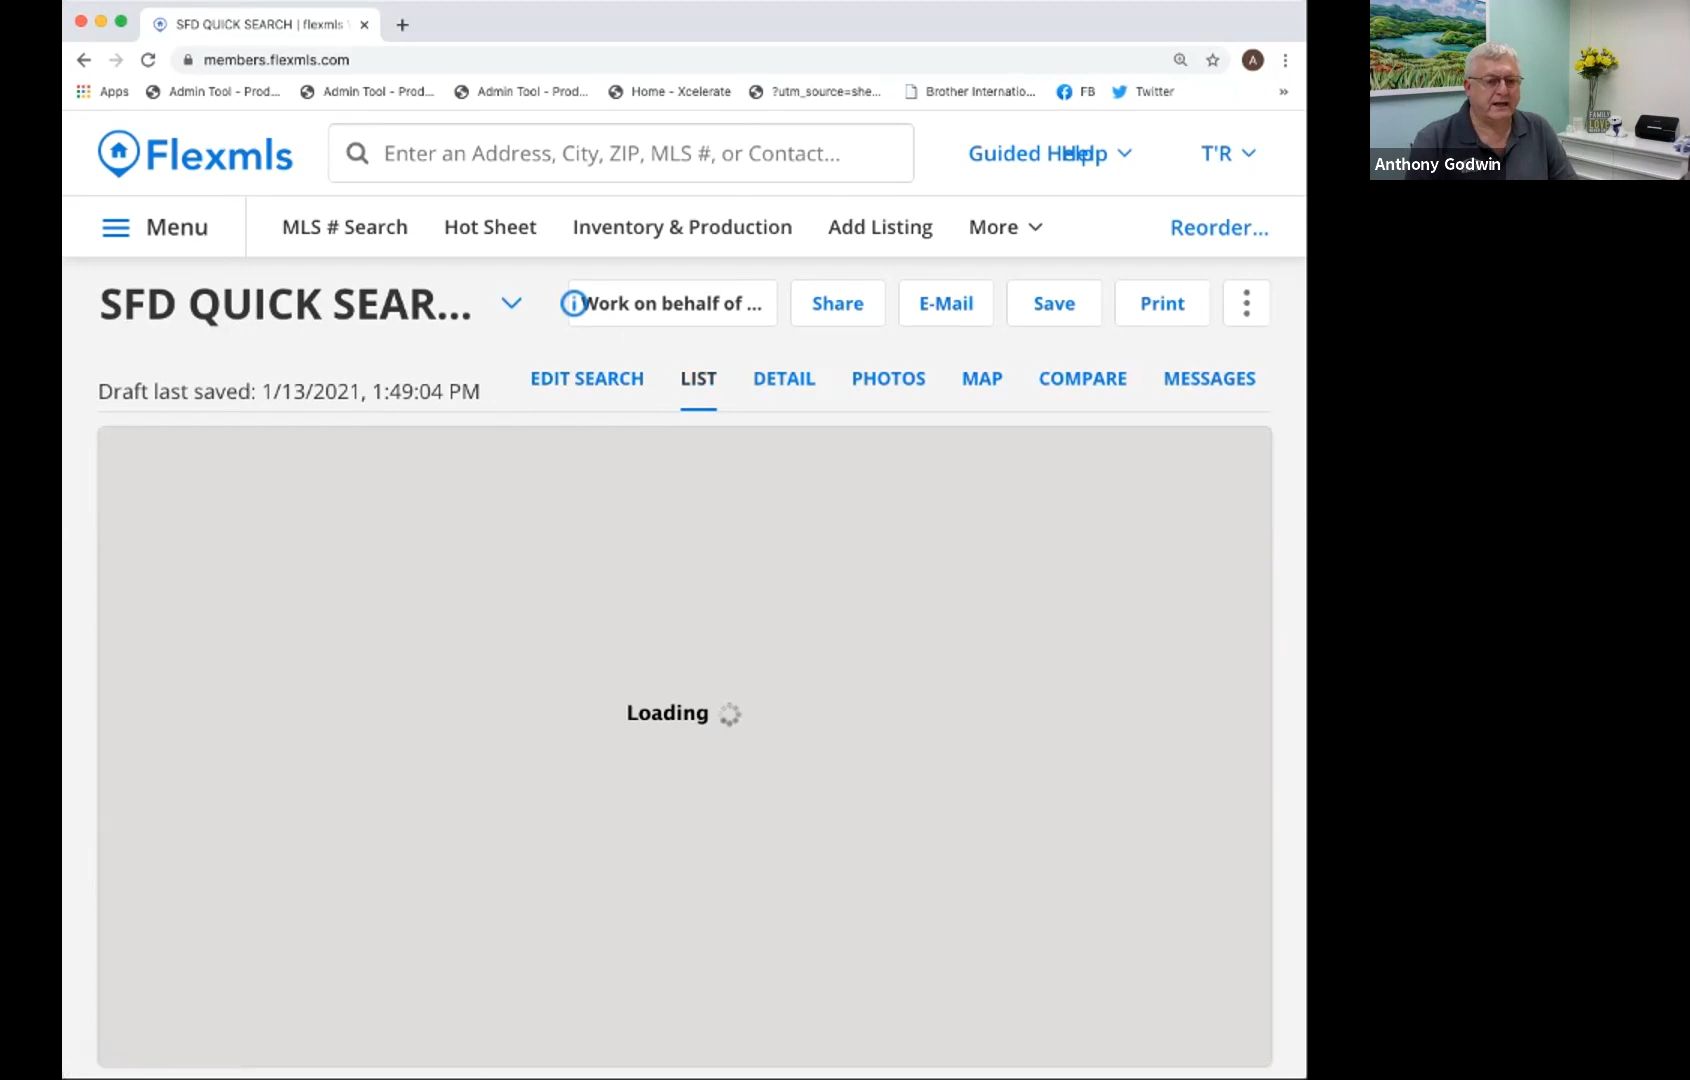 SFD QUICK SEARCH | flexmls
members.flexmls.com
A
Apps
Admin Tool - Prod...
Admin Tool - Prod...
Admin Tool - Prod...
Home - Xcelerate
?utm_source=she...
Brother Internatio...
FB
Twitter
»
Flexmls
Enter an Address, City, ZIP, MLS #, or Contact...
Guided Help
Help
T'R
Menu
MLS # Search
Hot Sheet
Inventory & Production
Add Listing
More
Reorder...
SFD QUICK SEAR...
Work on behalf of ...
Share
E-Mail
Save
Print
Draft last saved: 1/13/2021, 1:49:04 PM
EDIT SEARCH
LIST
DETAIL
PHOTOS
MAP
COMPARE
MESSAGES
Loading
FAMILY
LOVE
Anthony Godwin